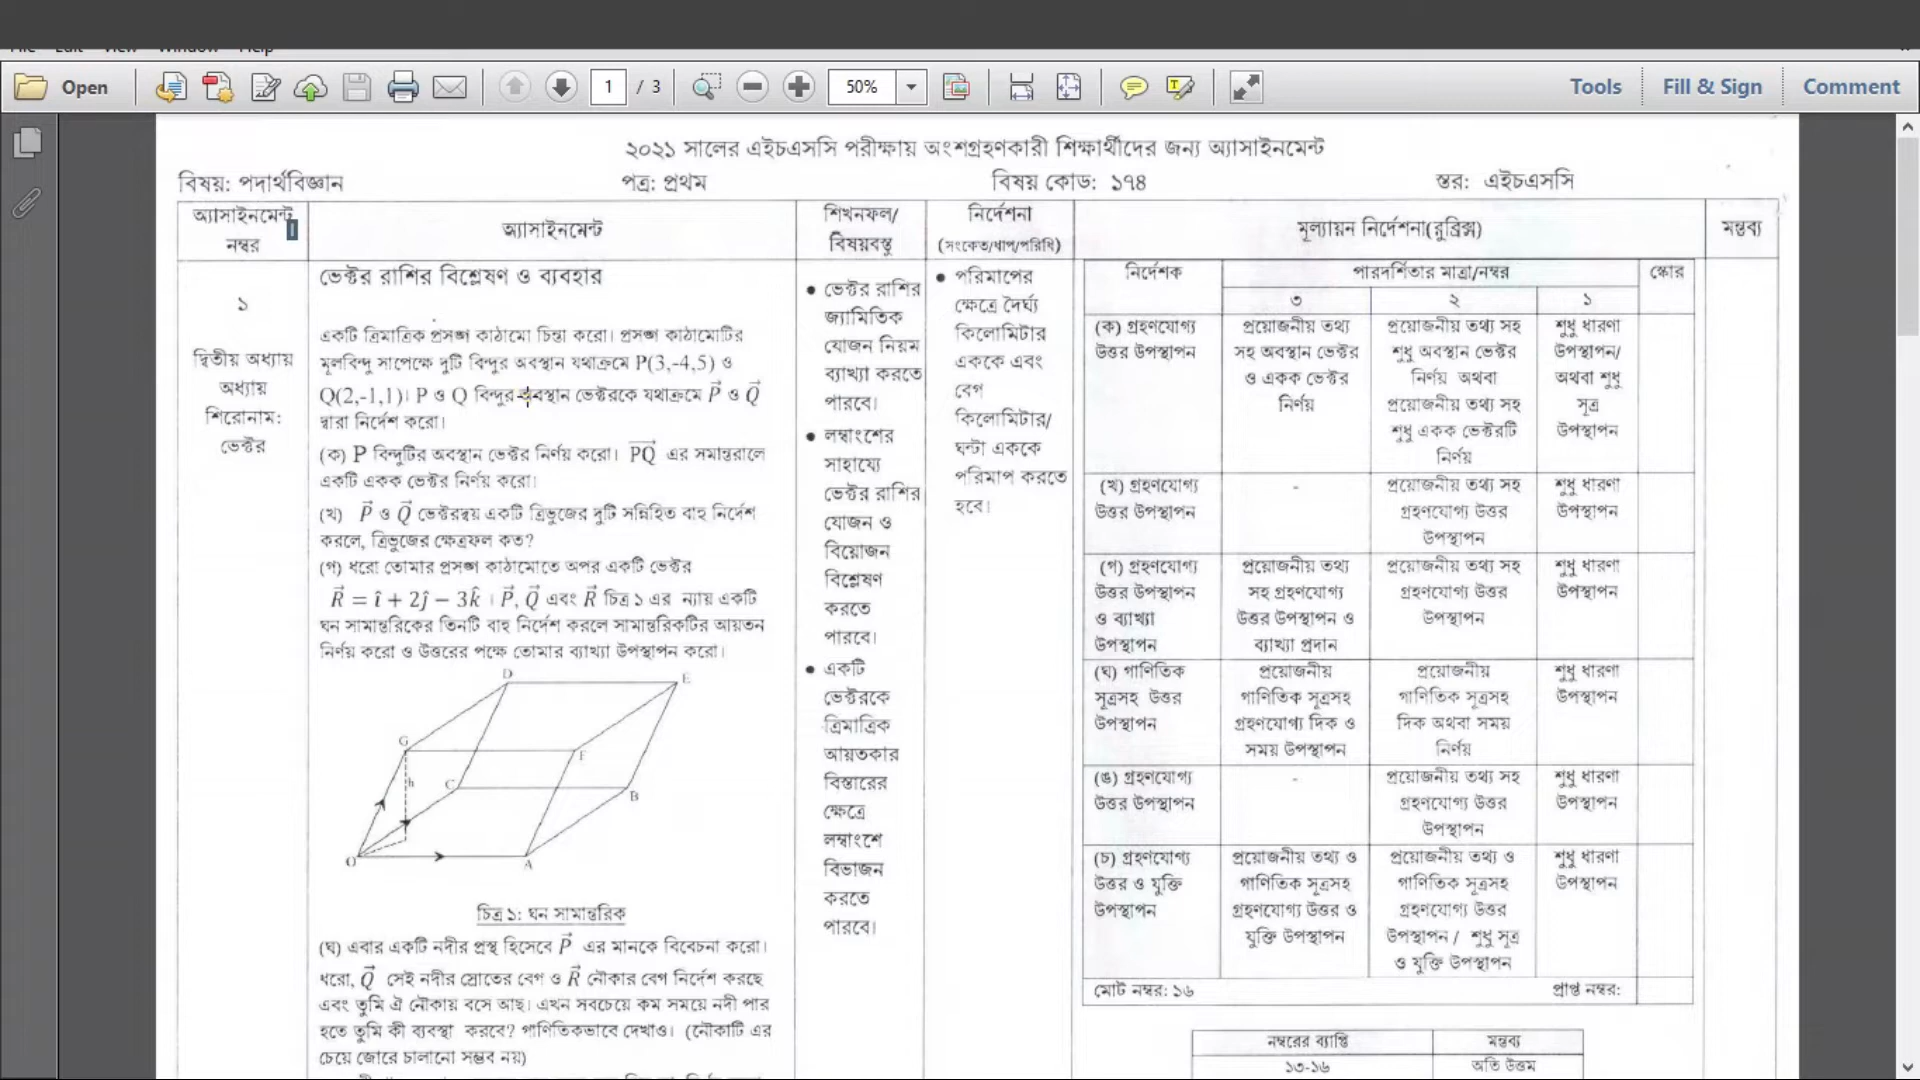 Open
1 / 3
50%
Tools
Fill & Sign
Comment
২০২১ সালের এইচএসসি পরীক্ষায় অংশগ্রহণকারী শিক্ষার্থীদের জন্য অ্যাসাইনমেন্ট
বিষয়: পদার্থবিজ্ঞান
পত্র: প্রথম
বিষয় কোড: ১৭৪
স্তর: এইচএসসি
অ্যাসাইনমেন্ট
নম্বর
অ্যাসাইনমেন্ট
শিখনফল/
বিষয়বস্তু
নির্দেশনা
(সংকেত/ধাপ/পরিধি)
মূল্যায়ন নির্দেশনা(রুব্রিক্স)
মন্তব্য
১
দ্বিতীয় অধ্যায়
অধ্যায়
শিরোনাম:
ভেক্টর
ভেক্টর রাশির বিশ্লেষণ ও ব্যবহার
একটি ত্রিমাত্রিক প্রসঙ্গ কাঠামো চিন্তা করো। প্রসঙ্গ কাঠামোটির
মূলবিন্দু সাপেক্ষে দুটি বিন্দুর অবস্থান যথাক্রমে P(3,-4,5) ও
Q(2,-1,1)। P ও Q বিন্দুর অবস্থান ভেক্টরকে যথাক্রমে P⃗ ও Q⃗
দ্বারা নির্দেশ করো।
(ক) P বিন্দুটির অবস্থান ভেক্টর নির্ণয় করো। PQ⃗ এর সমান্তরালে
একটি একক ভেক্টর নির্ণয় করো।
(খ) P⃗ ও Q⃗ ভেক্টরদ্বয় একটি ত্রিভুজের দুটি সন্নিহিত বাহু নির্দেশ
করলে, ত্রিভুজের ক্ষেত্রফল কত?
(গ) ধরো তোমার প্রসঙ্গ কাঠামোতে অপর একটি ভেক্টর
R⃗ = î + 2ĵ − 3k̂ । P⃗, Q⃗ এবং R⃗ চিত্র ১ এর ন্যায় একটি
ঘন সামান্তরিকের তিনটি বাহু নির্দেশ করলে সামান্তরিকটির আয়তন
নির্ণয় করো ও উত্তরের পক্ষে তোমার ব্যাখ্যা উপস্থাপন করো।
D
E
G
F
h
C
B
O
A
চিত্র ১: ঘন সামান্তরিক
(ঘ) এবার একটি নদীর প্রস্থ হিসেবে P⃗ এর মানকে বিবেচনা করো।
ধরো, Q⃗ সেই নদীর স্রোতের বেগ ও R⃗ নৌকার বেগ নির্দেশ করছে
এবং তুমি ঐ নৌকায় বসে আছ। এখন সবচেয়ে কম সময়ে নদী পার
হতে তুমি কী ব্যবস্থা করবে? গাণিতিকভাবে দেখাও। (নৌকাটি এর
চেয়ে জোরে চালানো সম্ভব নয়)
• ভেক্টর রাশির
জ্যামিতিক
যোজন নিয়ম
ব্যাখ্যা করতে
পারবে।
• লম্বাংশের
সাহায্যে
ভেক্টর রাশির
যোজন ও
বিয়োজন
বিশ্লেষণ
করতে
পারবে।
• একটি
ভেক্টরকে
ত্রিমাত্রিক
আয়তকার
বিস্তারের
ক্ষেত্রে
লম্বাংশে
বিভাজন
করতে
পারবে।
• পরিমাপের
ক্ষেত্রে দৈর্ঘ্য
কিলোমিটার
এককে এবং
বেগ
কিলোমিটার/
ঘন্টা এককে
পরিমাপ করতে
হবে।
নির্দেশক
পারদর্শিতার মাত্রা/নম্বর
স্কোর
৩
২
১
(ক) গ্রহণযোগ্য
উত্তর উপস্থাপন
প্রয়োজনীয় তথ্য
সহ অবস্থান ভেক্টর
ও একক ভেক্টর
নির্ণয়
প্রয়োজনীয় তথ্য সহ
শুধু অবস্থান ভেক্টর
নির্ণয় অথবা
প্রয়োজনীয় তথ্য সহ
শুধু একক ভেক্টরটি
নির্ণয়
শুধু ধারণা
উপস্থাপন/
অথবা শুধু
সূত্র
উপস্থাপন
(খ) গ্রহণযোগ্য
উত্তর উপস্থাপন
-
প্রয়োজনীয় তথ্য সহ
গ্রহণযোগ্য উত্তর
উপস্থাপন
শুধু ধারণা
উপস্থাপন
(গ) গ্রহণযোগ্য
উত্তর উপস্থাপন
ও ব্যাখ্যা
উপস্থাপন
প্রয়োজনীয় তথ্য
সহ গ্রহণযোগ্য
উত্তর উপস্থাপন ও
ব্যাখ্যা প্রদান
প্রয়োজনীয় তথ্য সহ
গ্রহণযোগ্য উত্তর
উপস্থাপন
শুধু ধারণা
উপস্থাপন
(ঘ) গাণিতিক
সূত্রসহ উত্তর
উপস্থাপন
প্রয়োজনীয়
গাণিতিক সূত্রসহ
গ্রহণযোগ্য দিক ও
সময় উপস্থাপন
প্রয়োজনীয়
গাণিতিক সূত্রসহ
দিক অথবা সময়
নির্ণয়
শুধু ধারণা
উপস্থাপন
(ঙ) গ্রহণযোগ্য
উত্তর উপস্থাপন
-
প্রয়োজনীয় তথ্য সহ
গ্রহণযোগ্য উত্তর
উপস্থাপন
শুধু ধারণা
উপস্থাপন
(চ) গ্রহণযোগ্য
উত্তর ও যুক্তি
উপস্থাপন
প্রয়োজনীয় তথ্য ও
গাণিতিক সূত্রসহ
গ্রহণযোগ্য উত্তর ও
যুক্তি উপস্থাপন
প্রয়োজনীয় তথ্য ও
গাণিতিক সূত্রসহ
গ্রহণযোগ্য উত্তর
উপস্থাপন / শুধু সূত্র
ও যুক্তি উপস্থাপন
শুধু ধারণা
উপস্থাপন
মোট নম্বর: ১৬
প্রাপ্ত নম্বর:
নম্বরের ব্যাপ্তি
মন্তব্য
১৩-১৬
অতি উত্তম